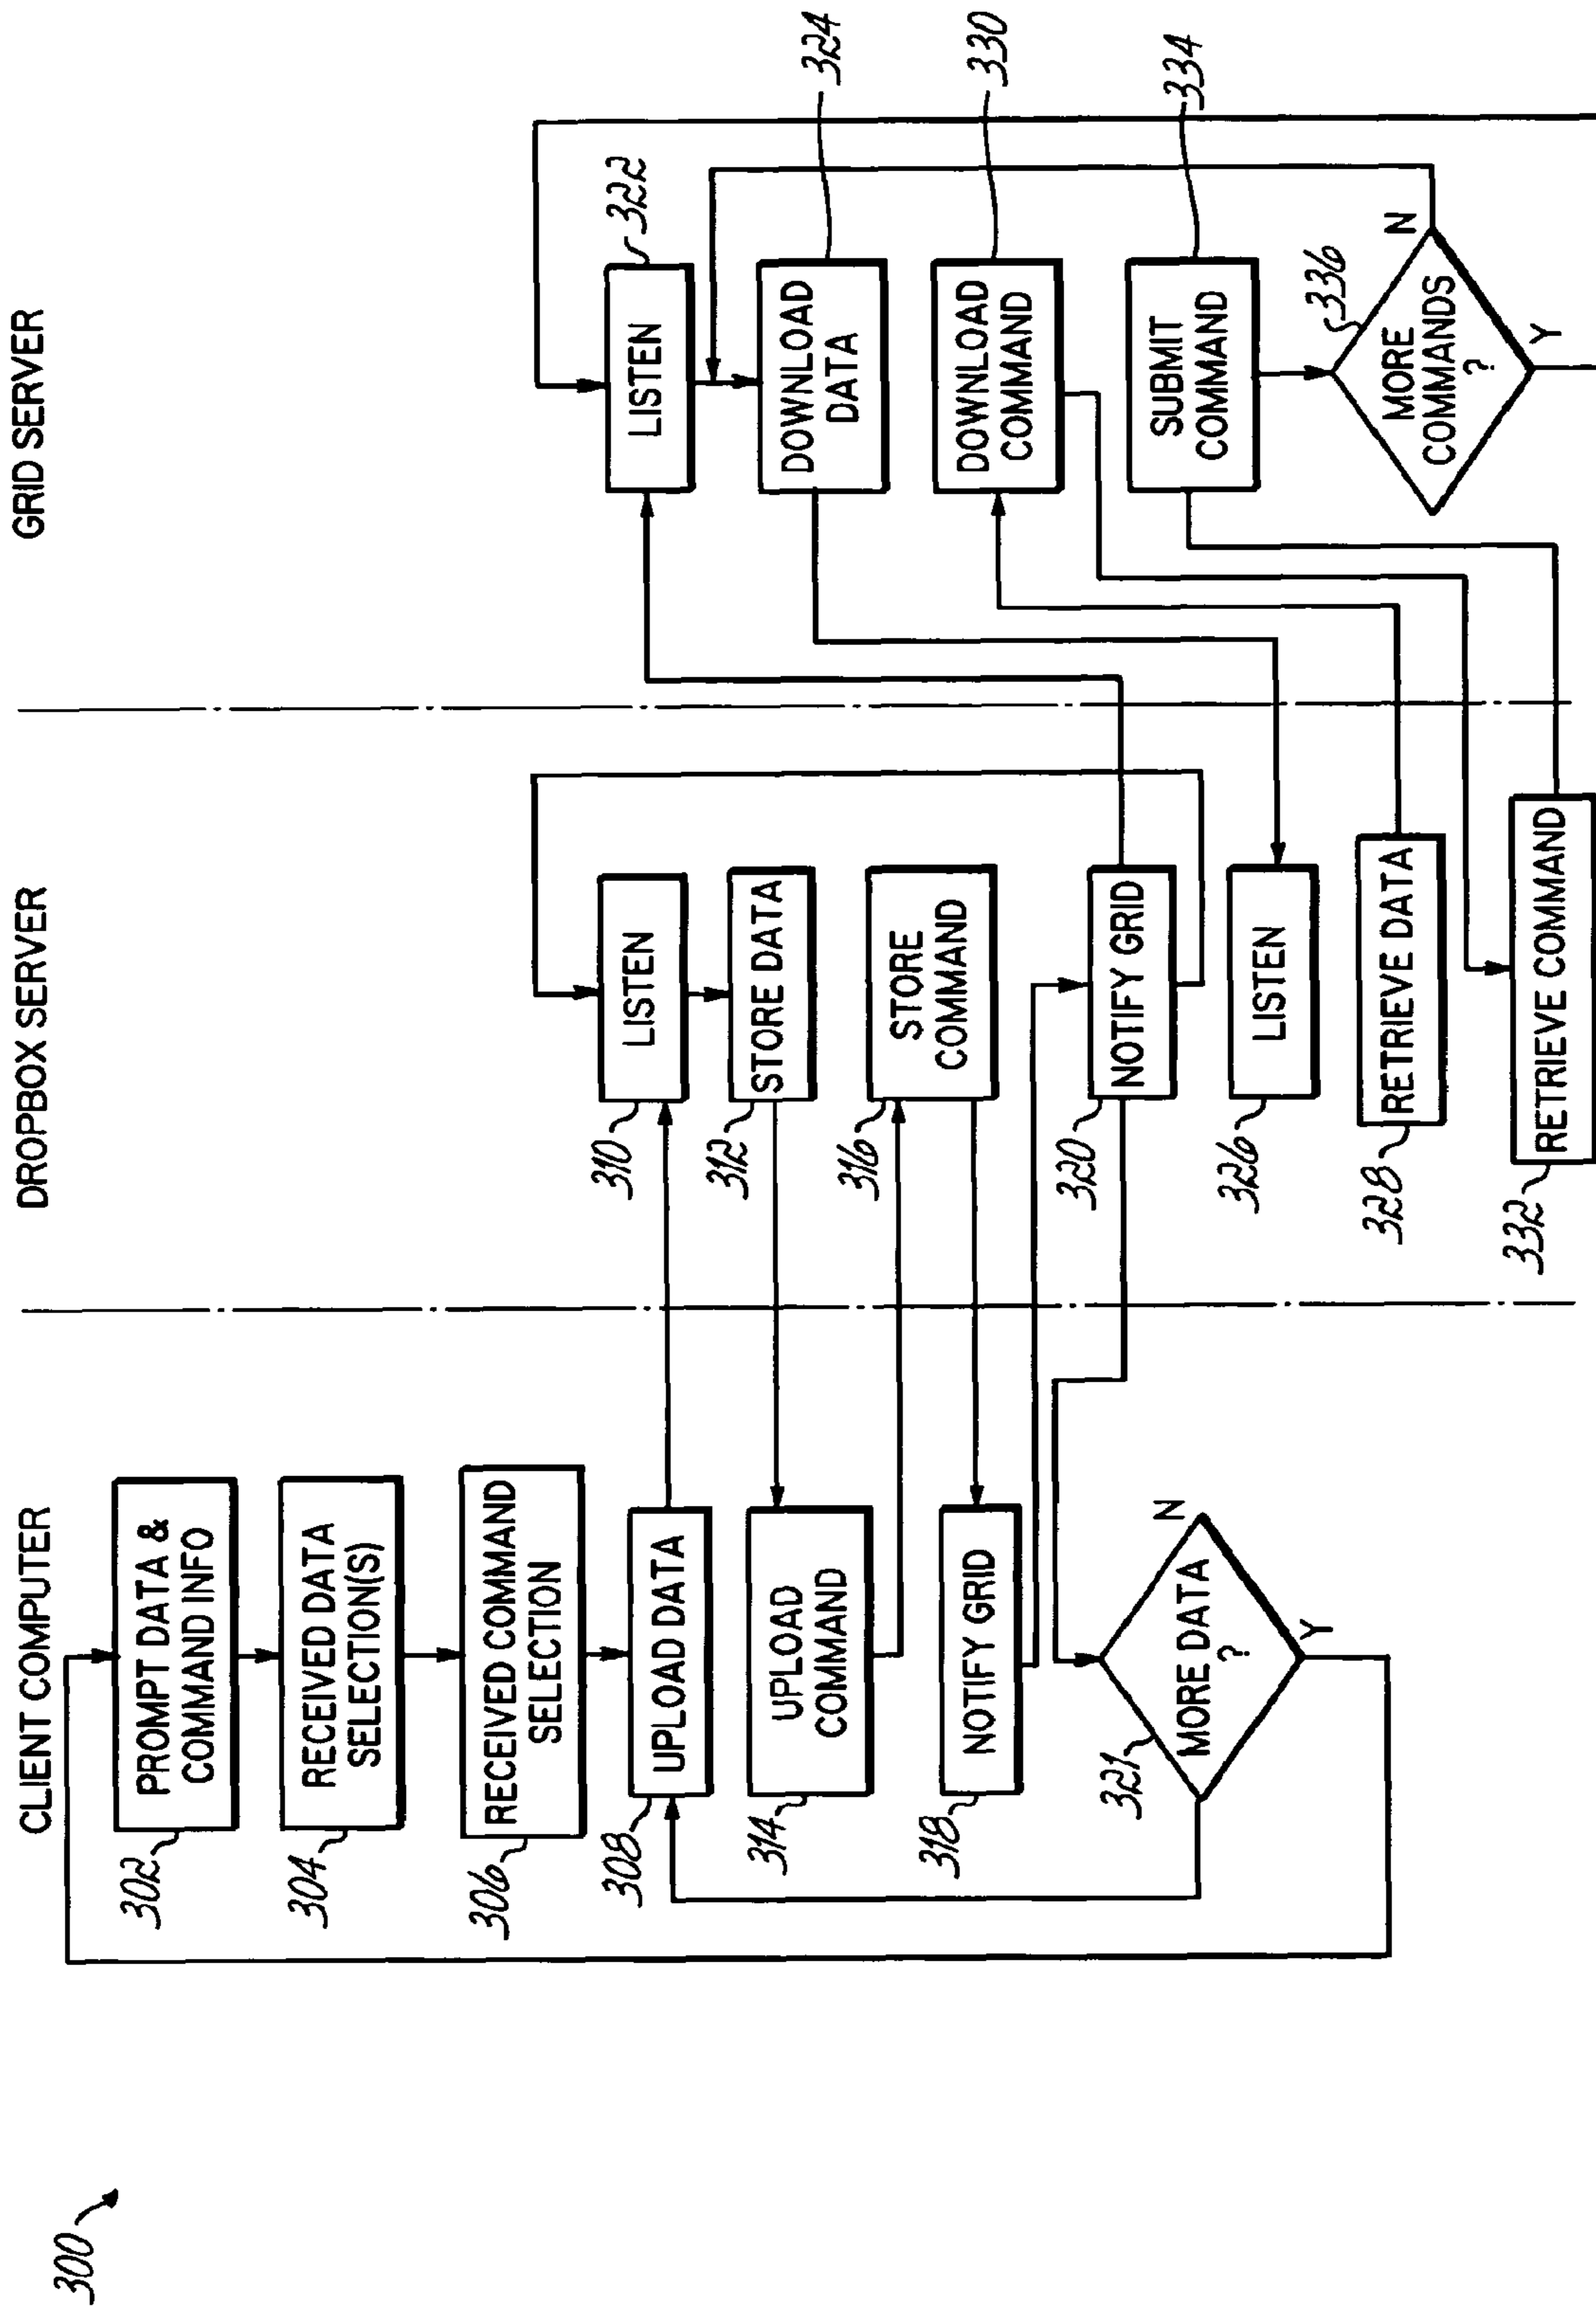 300
CLIENT COMPUTER
302
PROMPT DATA &
COMMAND INFO
304
RECEIVED DATA
SELECTION(S)
306
RECEIVED COMMAND
SELECTION
308
UPLOAD DATA
314
UPLOAD
COMMAND
318
NOTIFY GRID
321
MORE DATA
?
N
Y
DROPBOX SERVER
310
LISTEN
312
STORE DATA
316
STORE
COMMAND
320
NOTIFY GRID
326
LISTEN
328
RETRIEVE DATA
332
RETRIEVE COMMAND
GRID SERVER
LISTEN
322
DOWNLOAD
DATA
324
DOWNLOAD
COMMAND
330
SUBMIT
COMMAND
334
336
MORE
COMMANDS
?
N
Y